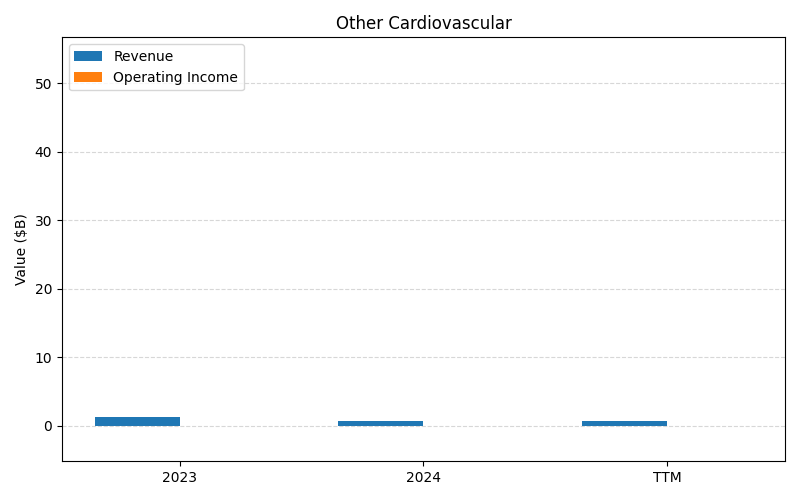 Other Cardiovascular
Revenue
Operating Income
Value ($B)
50
40
30
20
10
0
2023
2024
TTM